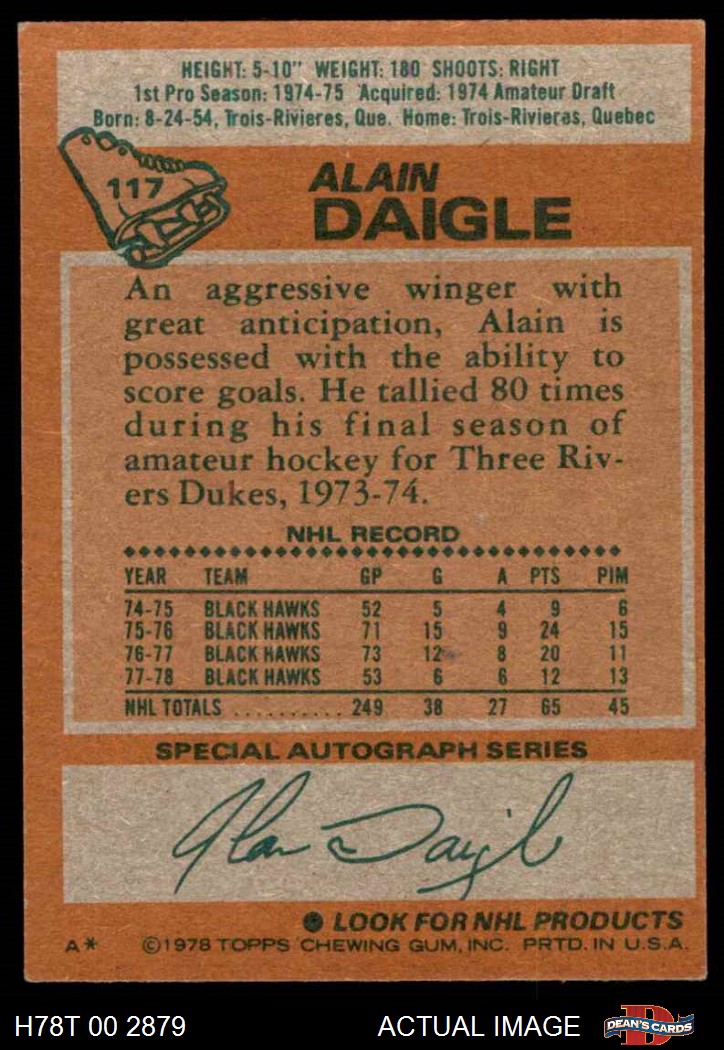 HEIGHT: 5-10" WEIGHT: 180 SHOOTS: RIGHT
1st Pro Season: 1974-75 Acquired: 1974 Amateur Draft
Born: 8-24-54, Trois-Rivieres, Que. Home: Trois-Rivieras, Quebec
117
ALAIN
DAIGLE
An aggressive winger with
great anticipation, Alain is
possessed with the ability to
score goals. He tallied 80 times
during his final season of
amateur hockey for Three Riv-
ers Dukes, 1973-74.
NHL RECORD
YEAR TEAM GP G A PTS PIM
74-75 BLACK HAWKS 52 5 4 9 6
75-76 BLACK HAWKS 71 15 9 24 15
76-77 BLACK HAWKS 73 12 8 20 11
77-78 BLACK HAWKS 53 6 6 12 13
NHL TOTALS .......... 249 38 27 65 45
SPECIAL AUTOGRAPH SERIES
Alain Daigle
LOOK FOR NHL PRODUCTS
A* ©1978 TOPPS CHEWING GUM, INC. PRTD. IN U.S.A.
H78T 00 2879 ACTUAL IMAGE D DEAN'S CARDS